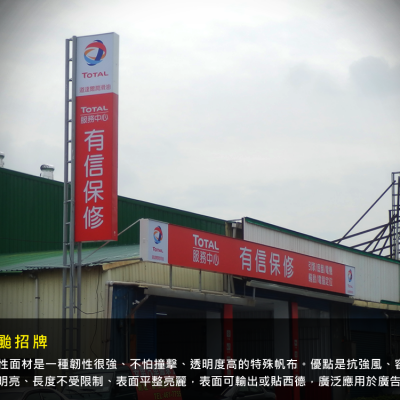 TOTAL
TOTAL
服務中心
有信保修
TOTAL
服務中心
有信保修
颱招牌
性面材是一種韌性很強、不怕撞擊、透明度高的特殊帆布。優點是抗強風、容
明亮、長度不受限制、表面平整亮麗，表面可輸出或貼西德，廣泛應用於廣告